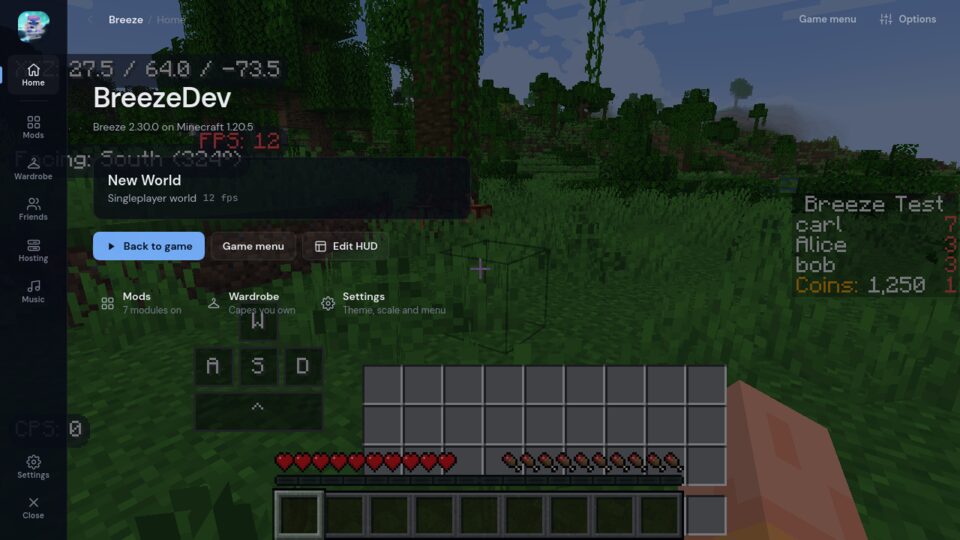 Breeze / Home
Game menu
Options
27.5 / 64.0 / -73.5
Home
BreezeDev
Breeze 2.30.0 on Minecraft 1.20.5
FPS: 12
Mods
Facing: South (324°)
Wardrobe
New World
Singleplayer world 12 fps
Friends
Breeze Test
carl 7
Alice 3
bob 3
Coins: 1,250 1
Hosting
Back to game
Game menu
Edit HUD
Music
Mods
7 modules on
Wardrobe
Capes you own
Settings
Theme, scale and menu
W
A S D
^
CPS: 0
Settings
Close